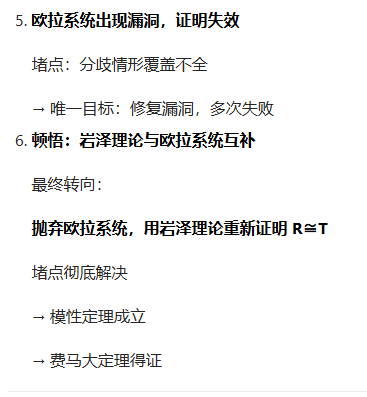 5. 欧拉系统出现漏洞，证明失效
堵点：分歧情形覆盖不全
→ 唯一目标：修复漏洞，多次失败
6. 顿悟：岩泽理论与欧拉系统互补
最终转向：
抛弃欧拉系统，用岩泽理论重新证明 R≅T
堵点彻底解决
→ 模性定理成立
→ 费马大定理得证